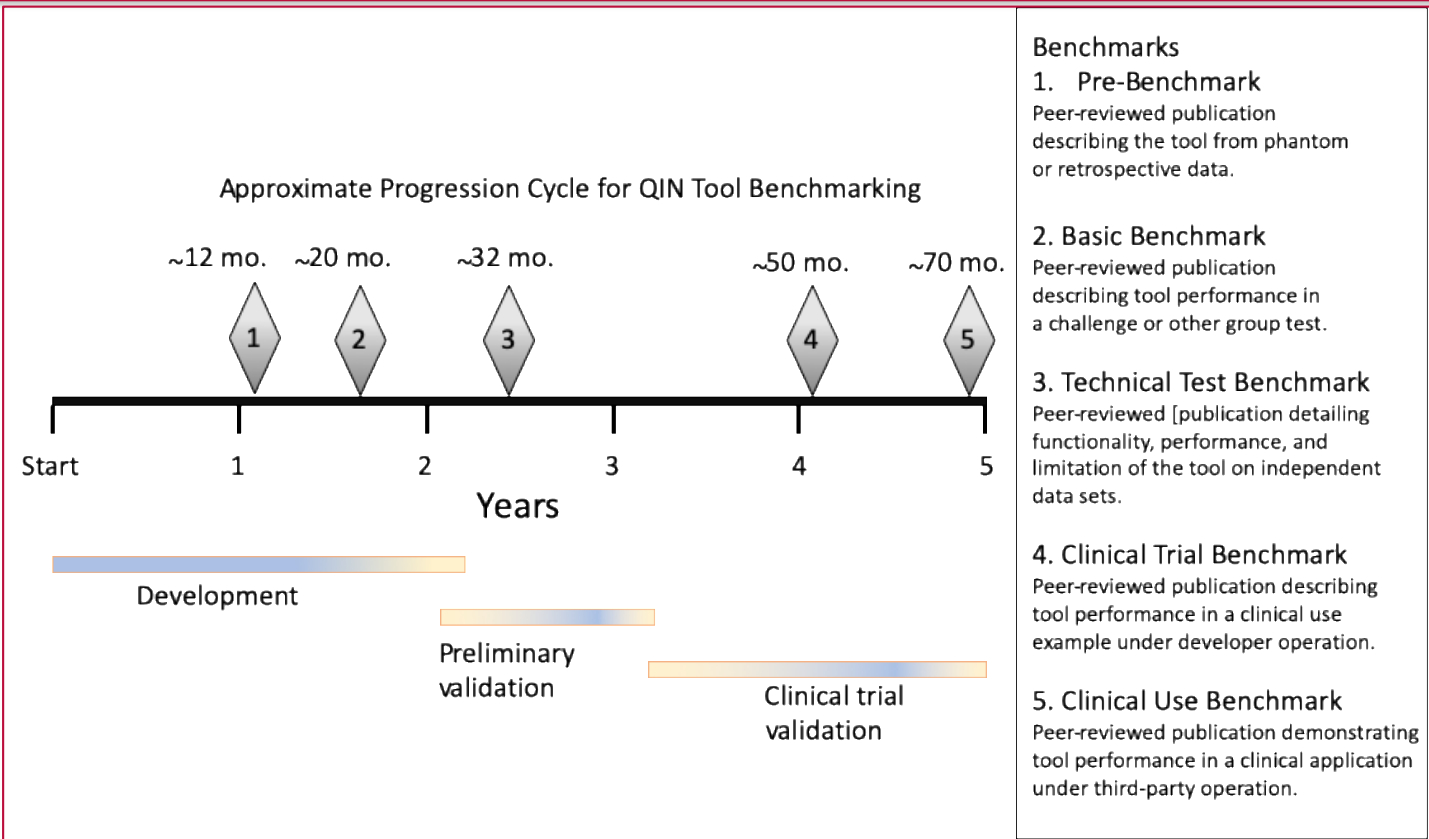 Approximate Progression Cycle for QIN Tool Benchmarking
~12 mo. ~20 mo. ~32 mo. ~50 mo. ~70 mo.
1 2 3 4 5
Start 1 2 3 4 5
Years
Development
Preliminary
validation
Clinical trial
validation
Benchmarks
1. Pre-Benchmark
Peer-reviewed publication
describing the tool from phantom
or retrospective data.
2. Basic Benchmark
Peer-reviewed publication
describing tool performance in
a challenge or other group test.
3. Technical Test Benchmark
Peer-reviewed [publication detailing
functionality, performance, and
limitation of the tool on independent
data sets.
4. Clinical Trial Benchmark
Peer-reviewed publication describing
tool performance in a clinical use
example under developer operation.
5. Clinical Use Benchmark
Peer-reviewed publication demonstrating
tool performance in a clinical application
under third-party operation.